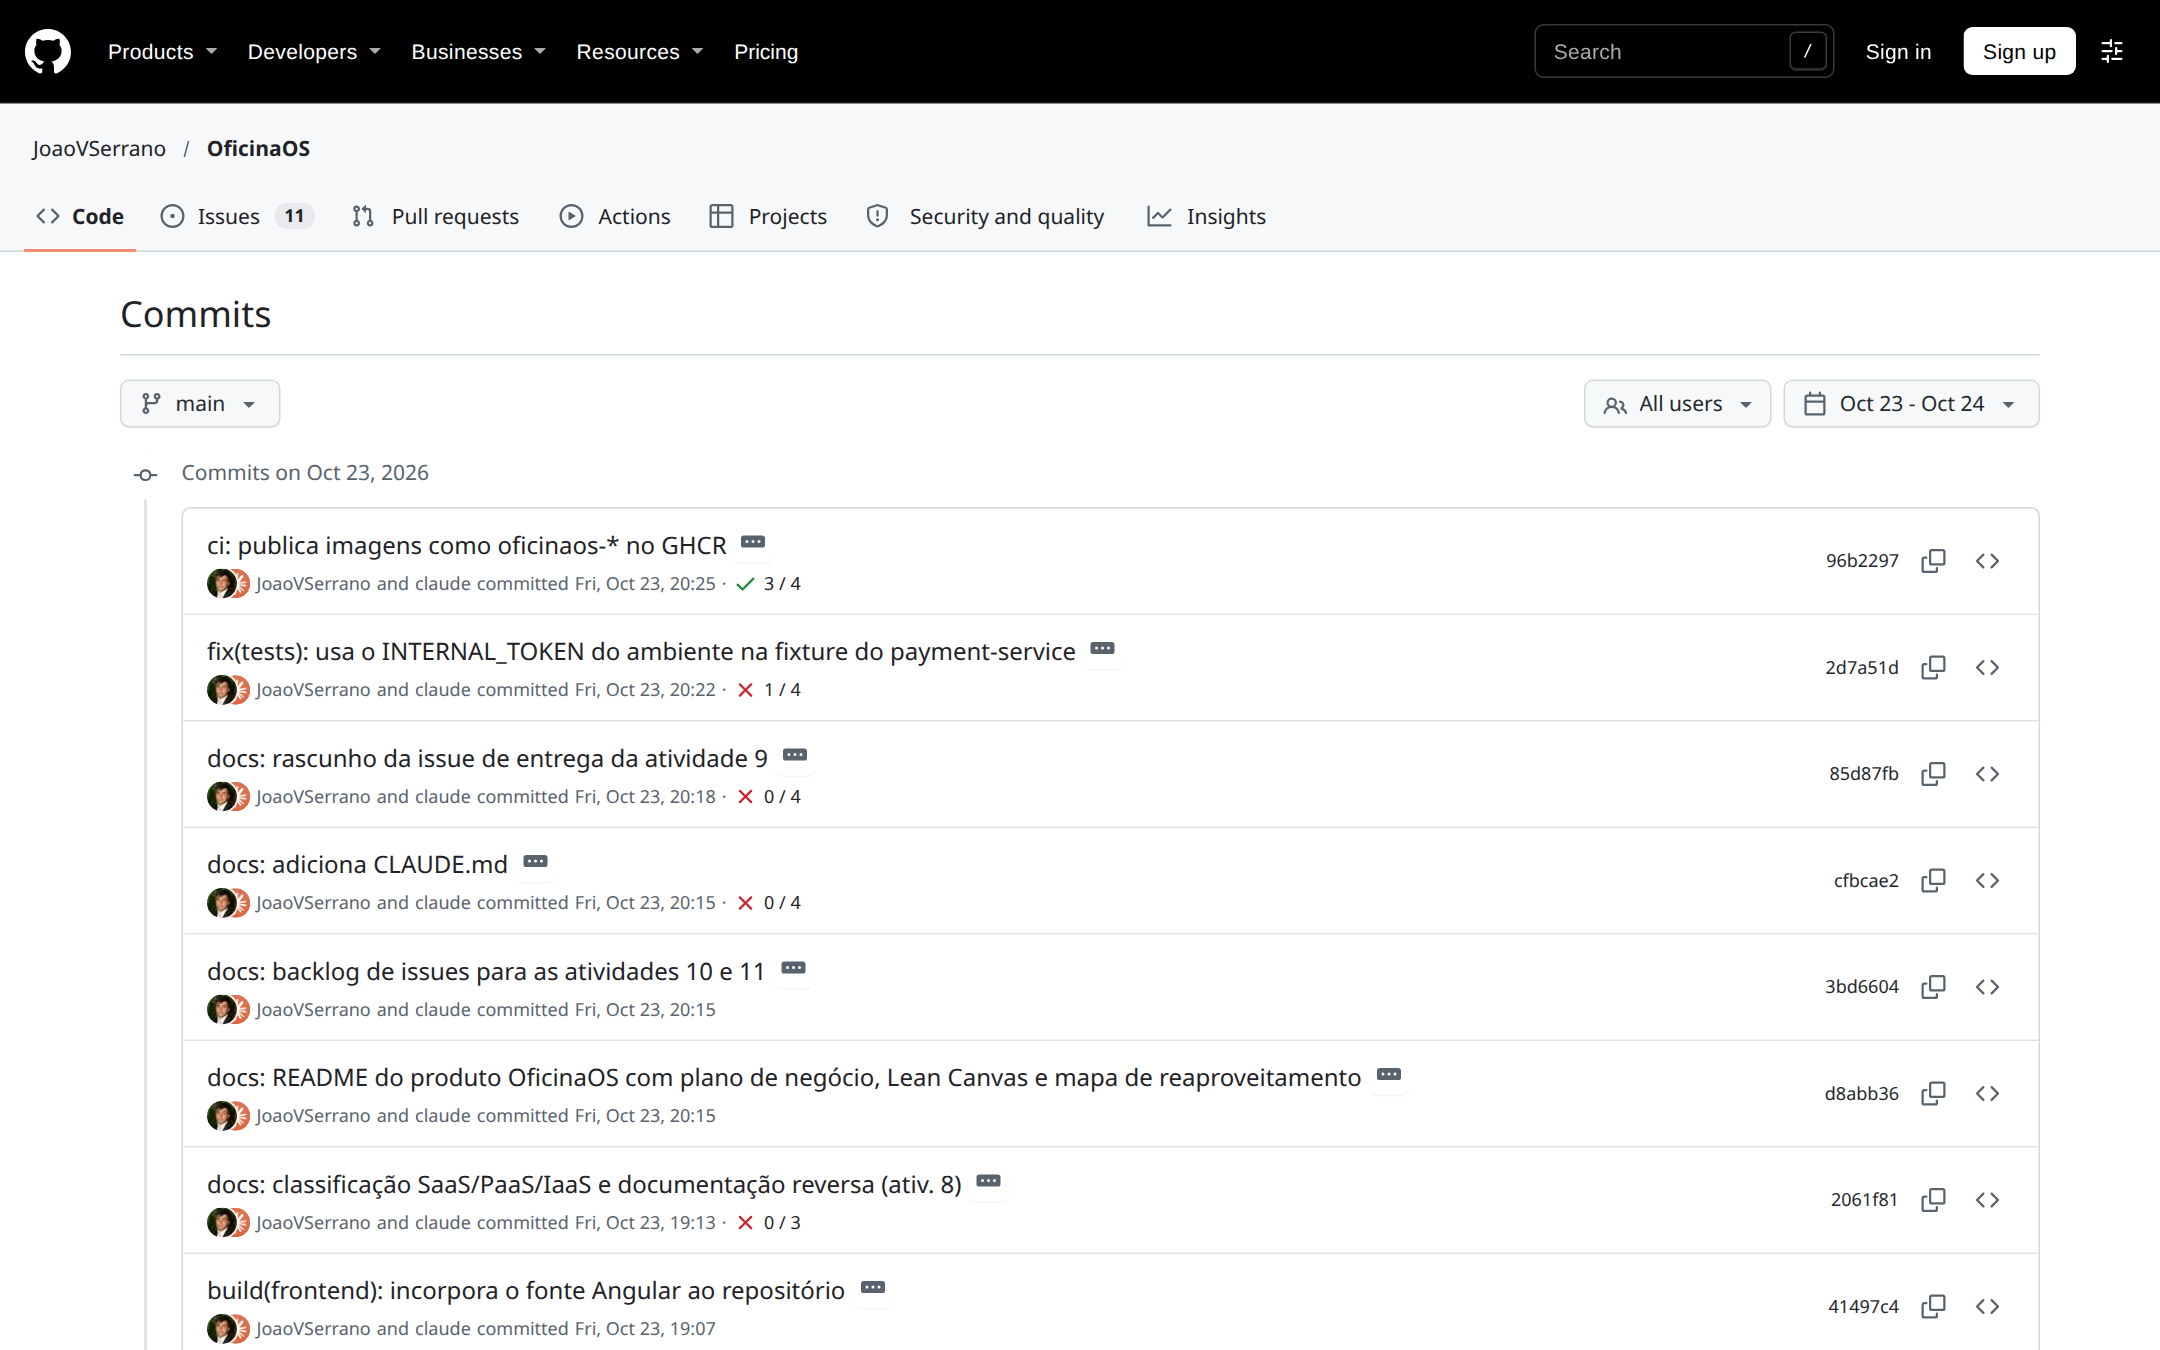 Products Developers Businesses Resources Pricing Search / Sign in Sign up
JoaoVSerrano / OficinaOS
Code Issues 11 Pull requests Actions Projects Security and quality Insights
Commits
main All users Oct 23 - Oct 24
Commits on Oct 23, 2026
ci: publica imagens como oficinaos-* no GHCR
JoaoVSerrano and claude committed Fri, Oct 23, 20:25 · 3 / 4
96b2297
fix(tests): usa o INTERNAL_TOKEN do ambiente na fixture do payment-service
JoaoVSerrano and claude committed Fri, Oct 23, 20:22 · 1 / 4
2d7a51d
docs: rascunho da issue de entrega da atividade 9
JoaoVSerrano and claude committed Fri, Oct 23, 20:18 · 0 / 4
85d87fb
docs: adiciona CLAUDE.md
JoaoVSerrano and claude committed Fri, Oct 23, 20:15 · 0 / 4
cfbcae2
docs: backlog de issues para as atividades 10 e 11
JoaoVSerrano and claude committed Fri, Oct 23, 20:15
3bd6604
docs: README do produto OficinaOS com plano de negócio, Lean Canvas e mapa de reaproveitamento
JoaoVSerrano and claude committed Fri, Oct 23, 20:15
d8abb36
docs: classificação SaaS/PaaS/IaaS e documentação reversa (ativ. 8)
JoaoVSerrano and claude committed Fri, Oct 23, 19:13 · 0 / 3
2061f81
build(frontend): incorpora o fonte Angular ao repositório
JoaoVSerrano and claude committed Fri, Oct 23, 19:07
41497c4